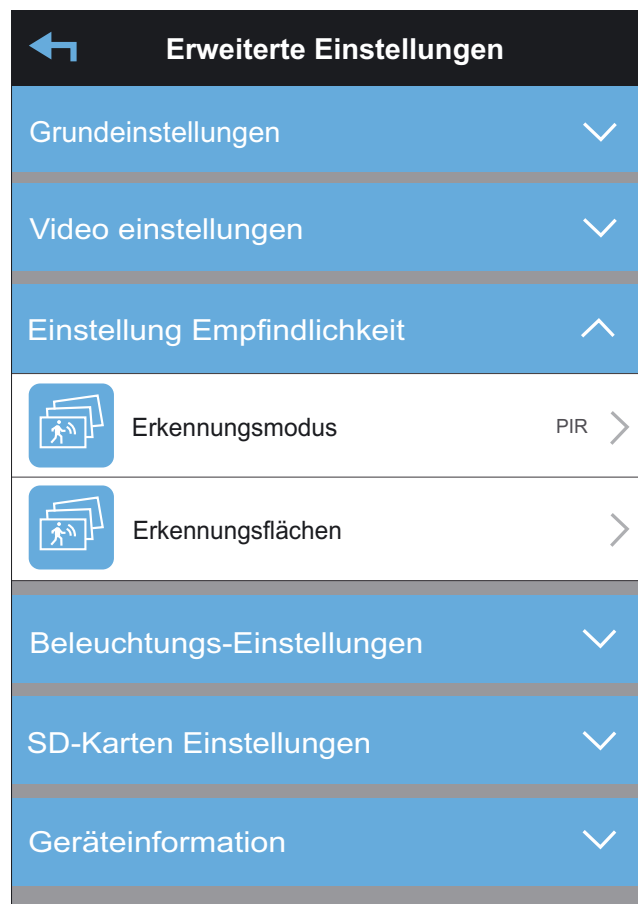 Erweiterte Einstellungen
Grundeinstellungen
Video einstellungen
Einstellung Empfindlichkeit
Erkennungsmodus PIR
Erkennungsflächen
Beleuchtungs-Einstellungen
SD-Karten Einstellungen
Geräteinformation